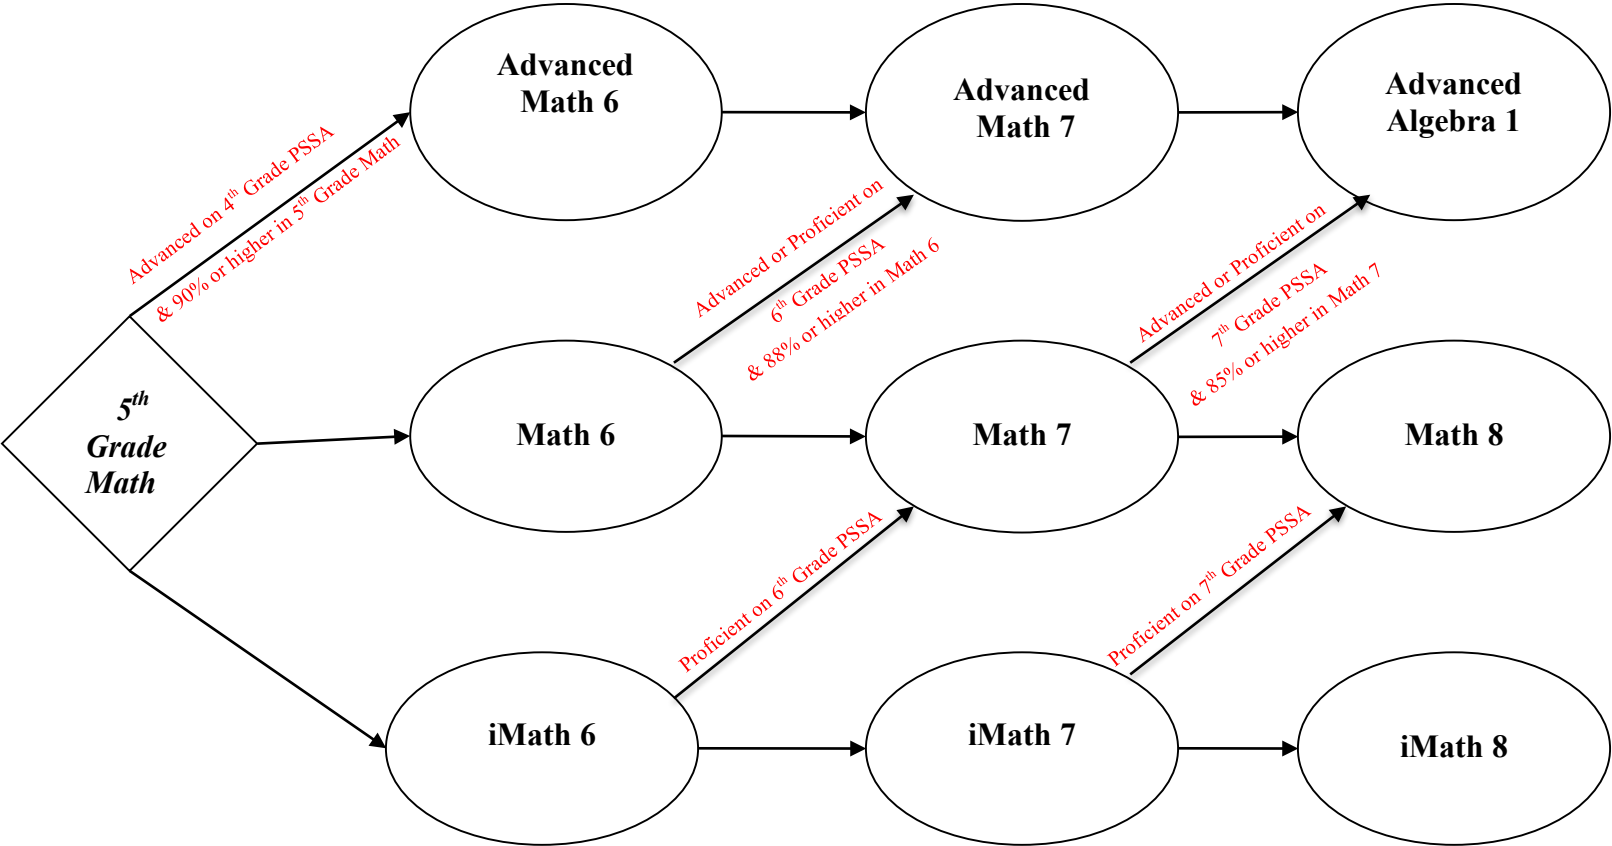 Advanced
Math 6
Advanced
Math 7
Advanced
Algebra 1
Advanced on 4th Grade PSSA
& 90% or higher in 5th Grade Math
Advanced or Proficient on
6th Grade PSSA
& 88% or higher in Math 6
Advanced or Proficient on
7th Grade PSSA
& 85% or higher in Math 7
5th
Grade
Math
Math 6
Math 7
Math 8
Proficient on 6th Grade PSSA
Proficient on 7th Grade PSSA
iMath 6
iMath 7
iMath 8